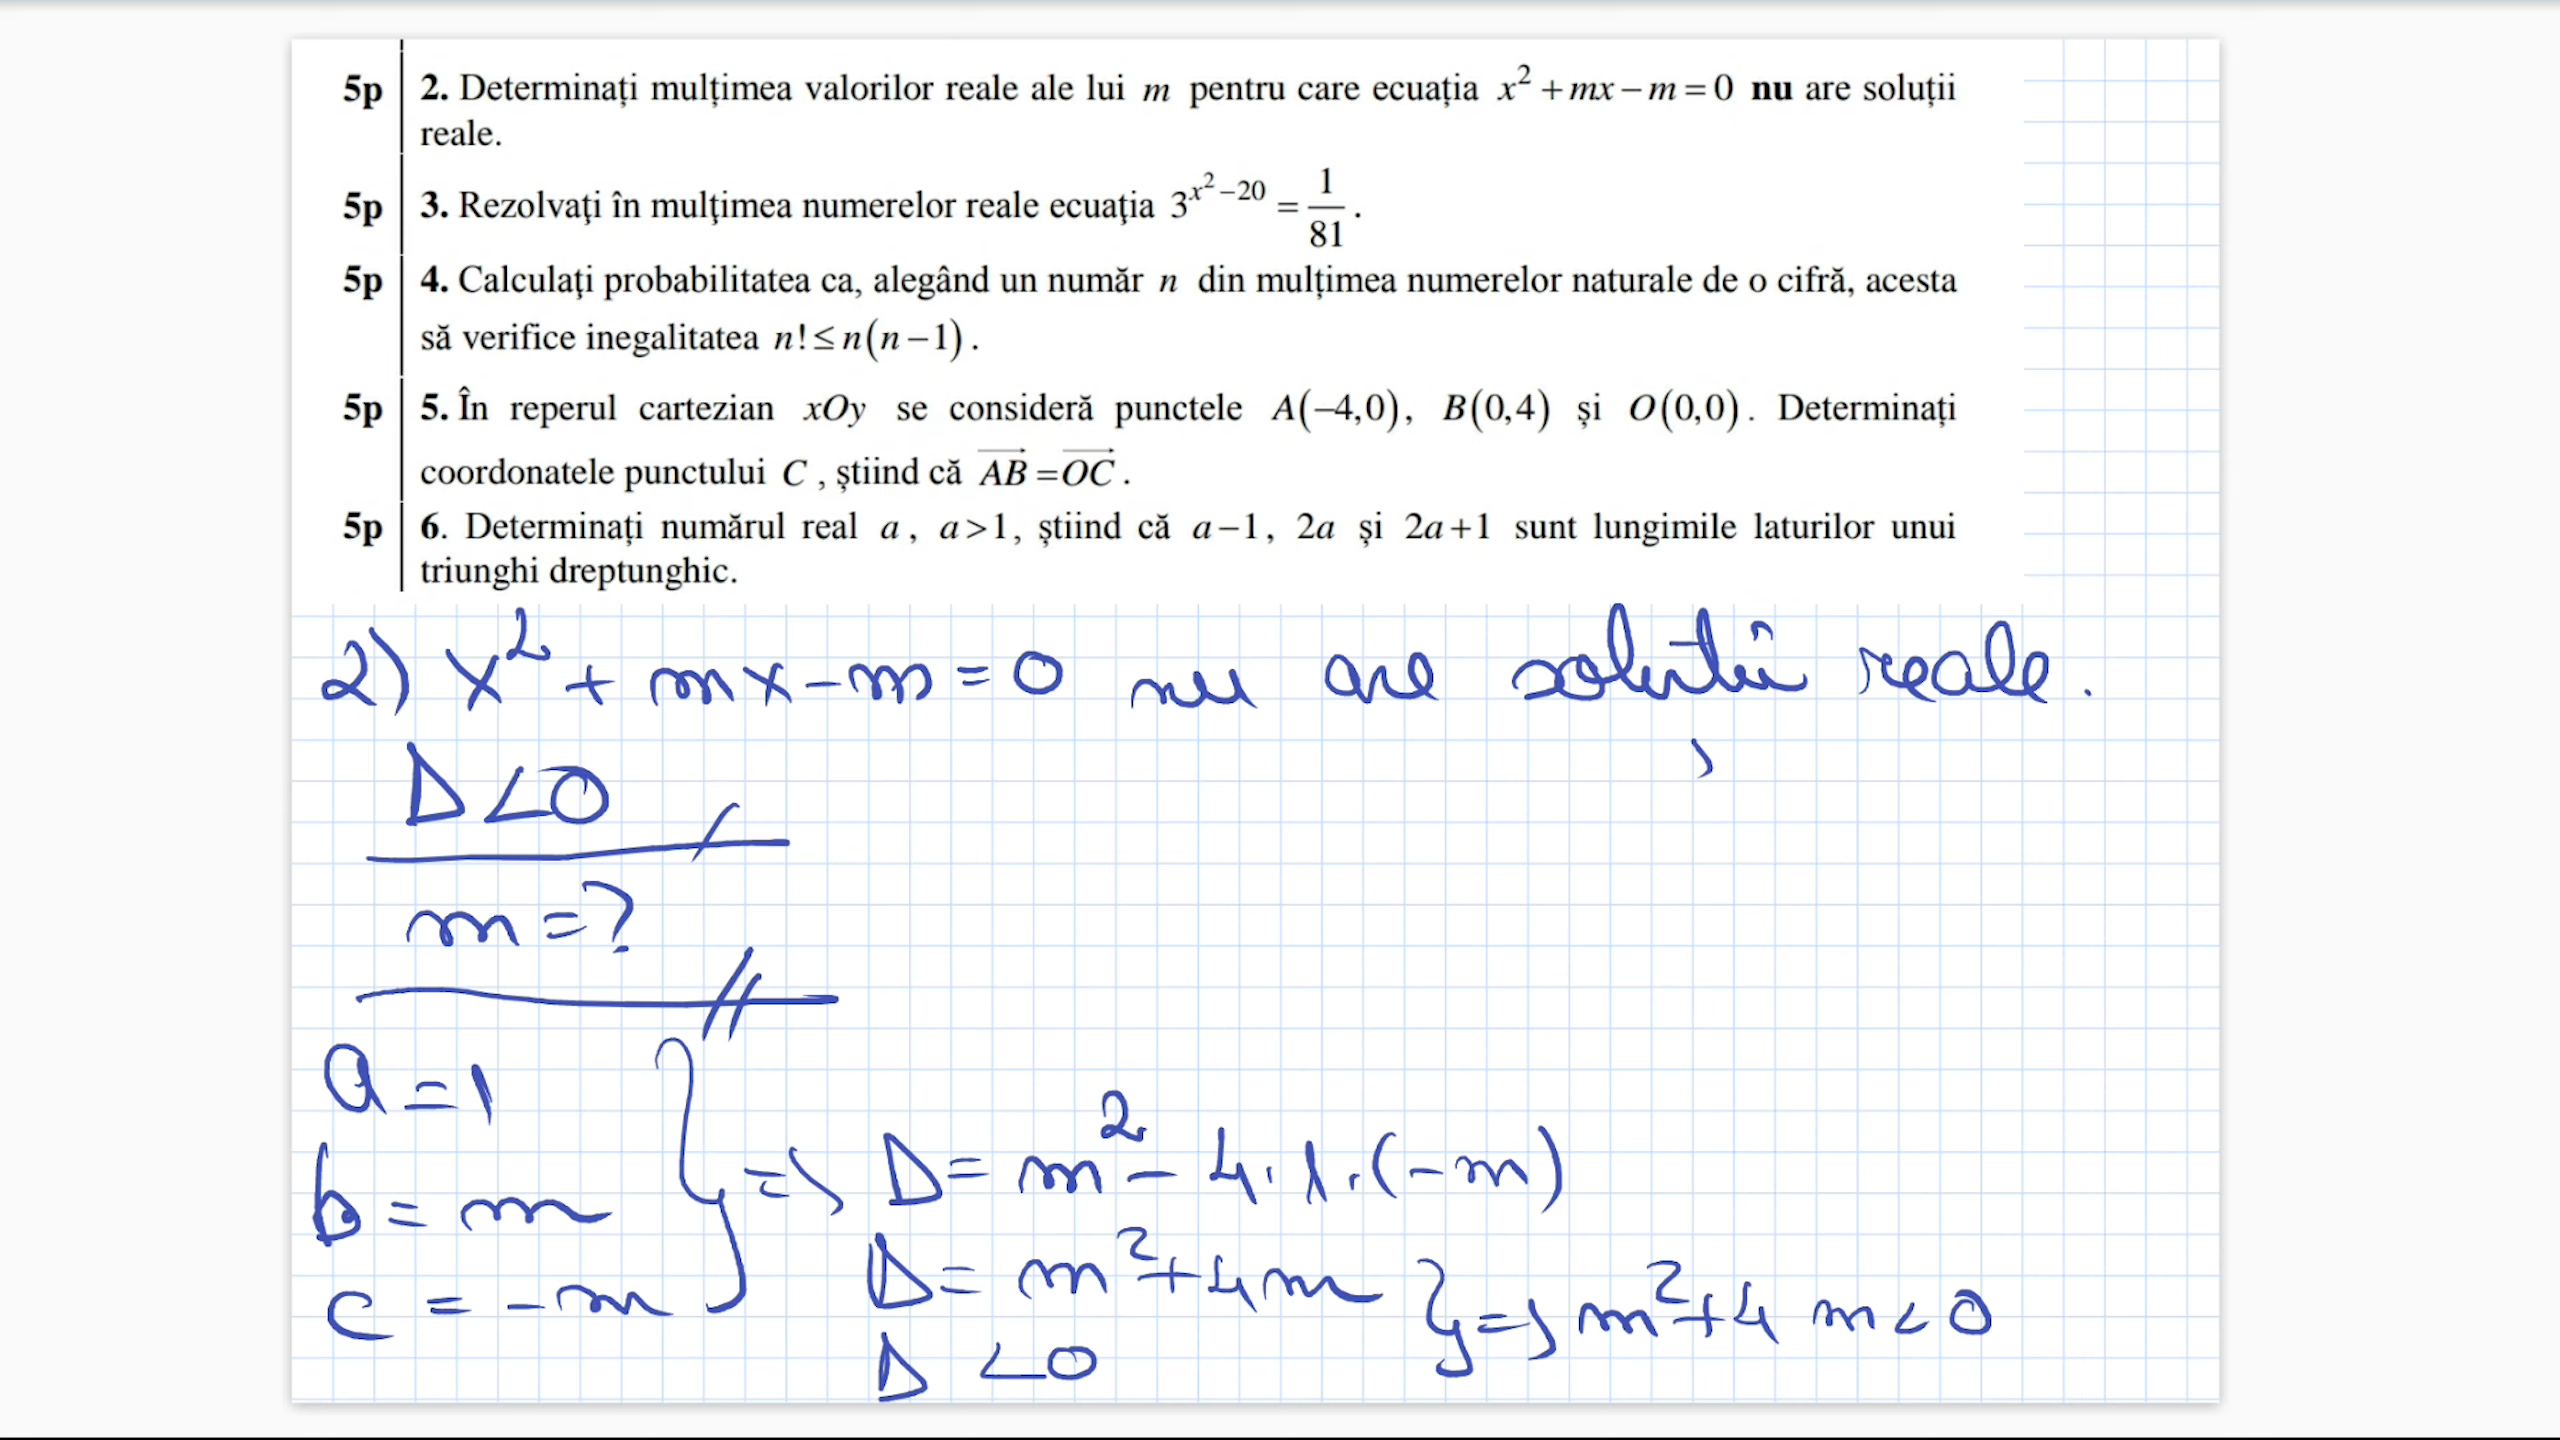 5p 2. Determinați mulțimea valorilor reale ale lui m pentru care ecuația x² + mx − m = 0 nu are soluții
reale.
5p 3. Rezolvați în mulțimea numerelor reale ecuația 3^(x²−20) = 1/81.
5p 4. Calculați probabilitatea ca, alegând un număr n din mulțimea numerelor naturale de o cifră, acesta
să verifice inegalitatea n! ≤ n(n−1).
5p 5. În reperul cartezian xOy se consideră punctele A(−4,0), B(0,4) și O(0,0). Determinați
coordonatele punctului C, știind că AB⃗ = OC⃗.
5p 6. Determinați numărul real a, a>1, știind că a−1, 2a și 2a+1 sunt lungimile laturilor unui
triunghi dreptunghic.
2) x² + mx − m = 0 nu are soluții reale.
Δ < 0
m = ?
a = 1
b = m
c = −m
} => Δ = m² − 4·1·(−m)
Δ = m² + 4m
Δ < 0
} => m² + 4m < 0